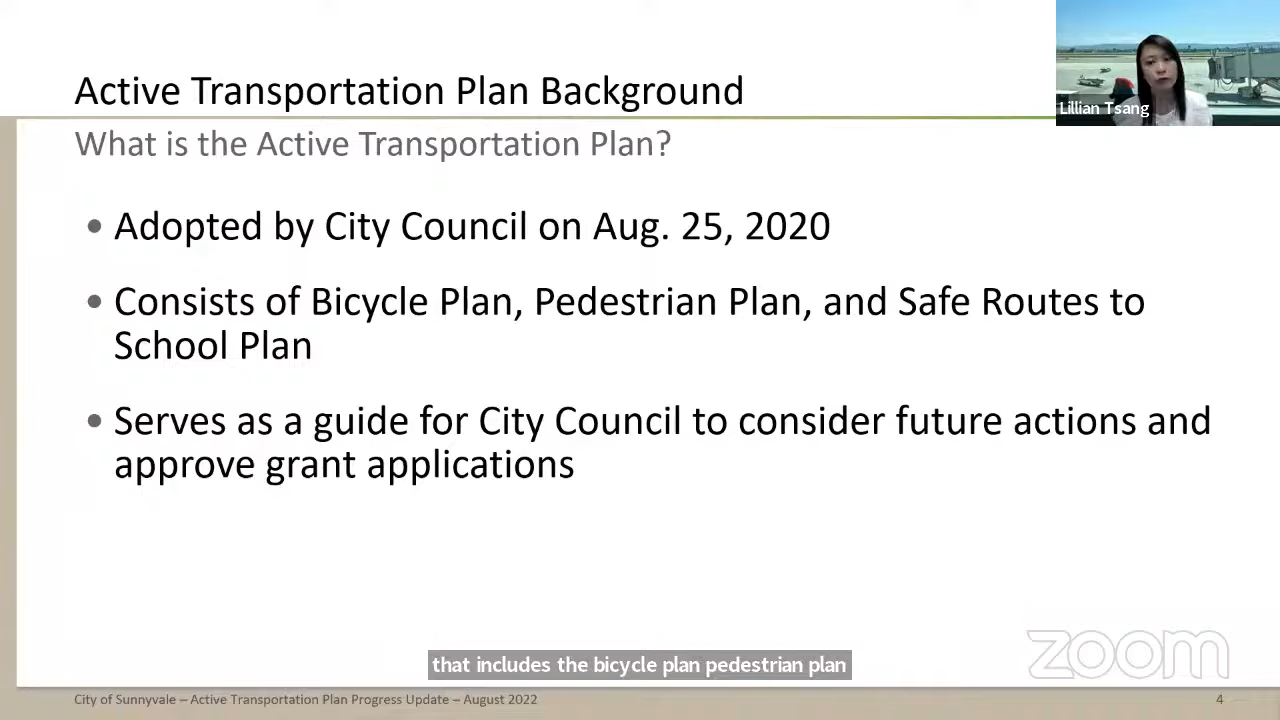 Active Transportation Plan Background
Lillian Tsang
What is the Active Transportation Plan?
• Adopted by City Council on Aug. 25, 2020
• Consists of Bicycle Plan, Pedestrian Plan, and Safe Routes to
School Plan
• Serves as a guide for City Council to consider future actions and
approve grant applications
zoom
that includes the bicycle plan pedestrian plan
City of Sunnyvale – Active Transportation Plan Progress Update – August 2022
4